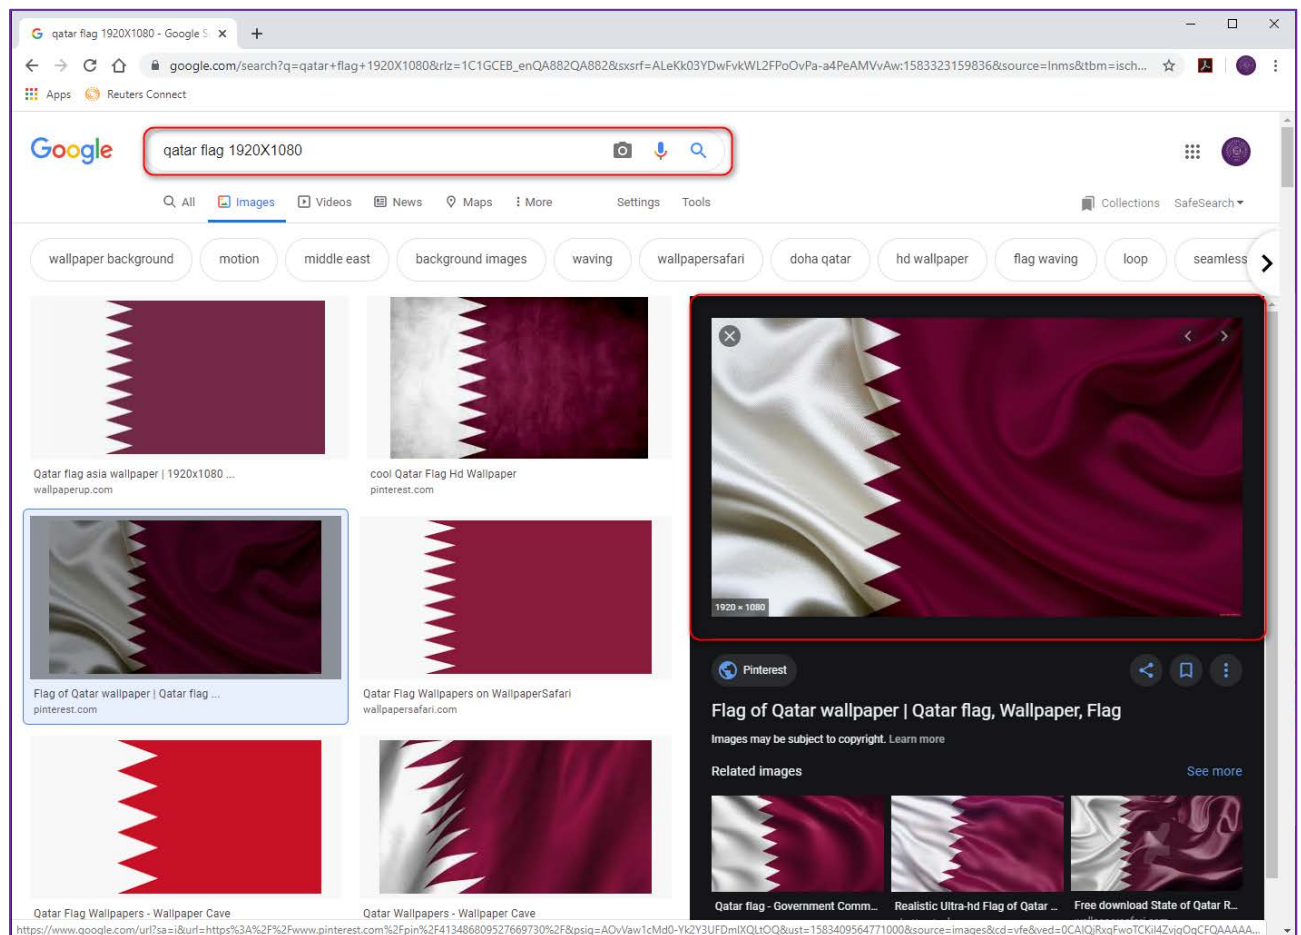 qatar flag 1920X1080 - Google S
google.com/search?q=qatar+flag+1920X1080&rlz=1C1GCEB_enQA882QA882&sxsrf=ALeKk03YDwFvkWL2FPoOvPa-a4PeAMVvAw:1583323159836&source=lnms&tbm=isch...
Apps Reuters Connect
Google qatar flag 1920X1080
All Images Videos News Maps More Settings Tools Collections SafeSearch
wallpaper background motion middle east background images waving wallpapersafari doha qatar hd wallpaper flag waving loop seamless
1920 × 1080
Qatar flag asia wallpaper | 1920x1080 ...
wallpaperup.com
cool Qatar Flag Hd Wallpaper
pinterest.com
Flag of Qatar wallpaper | Qatar flag ...
pinterest.com
Qatar Flag Wallpapers on WallpaperSafari
wallpapersafari.com
Qatar Flag Wallpapers - Wallpaper Cave
Qatar Wallpapers - Wallpaper Cave
Pinterest
Flag of Qatar wallpaper | Qatar flag, Wallpaper, Flag
Images may be subject to copyright. Learn more
Related images See more
Qatar flag - Government Comm...
Realistic Ultra-hd Flag of Qatar ...
Free download State of Qatar R...